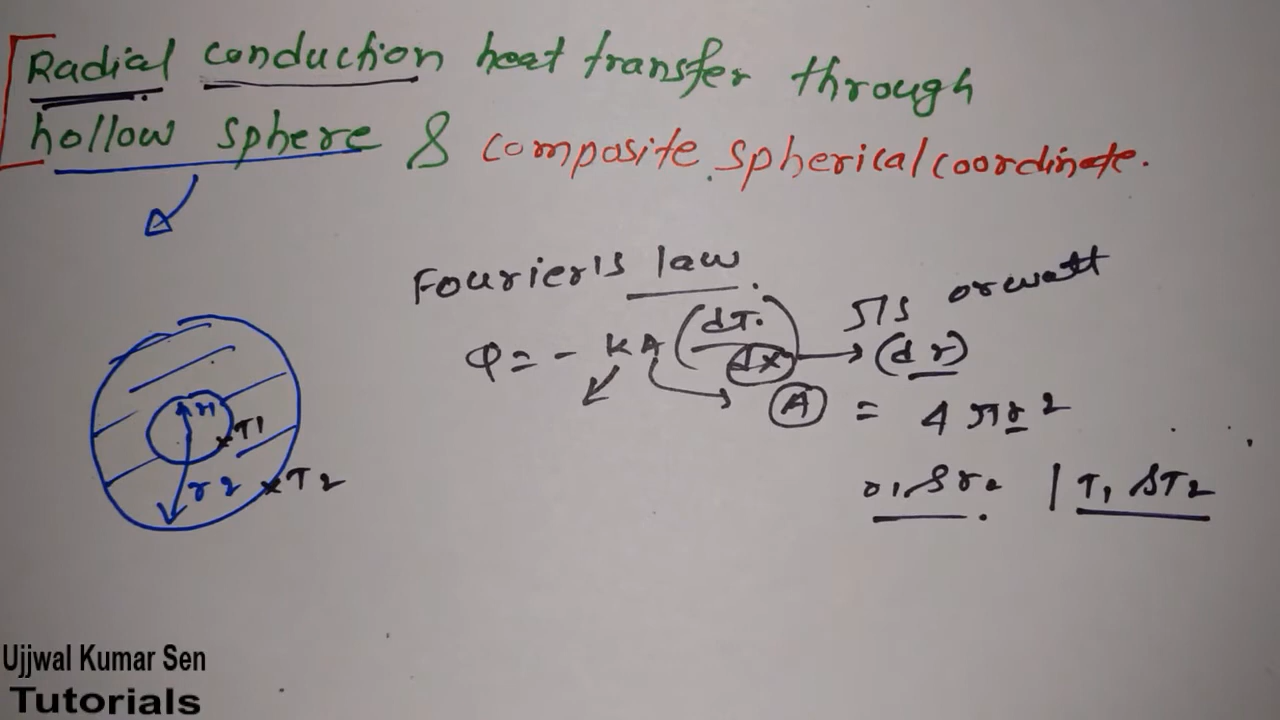 Radial conduction heat transfer through
hollow sphere & composite spherical coordinate.
Fourier's law.
Q = - KA (dT/dx) → (dr) J/s or watt
A = 4πr²
r1 & r2 | T1 & T2
r1
T1
r2
T2
Ujjwal Kumar Sen
Tutorials